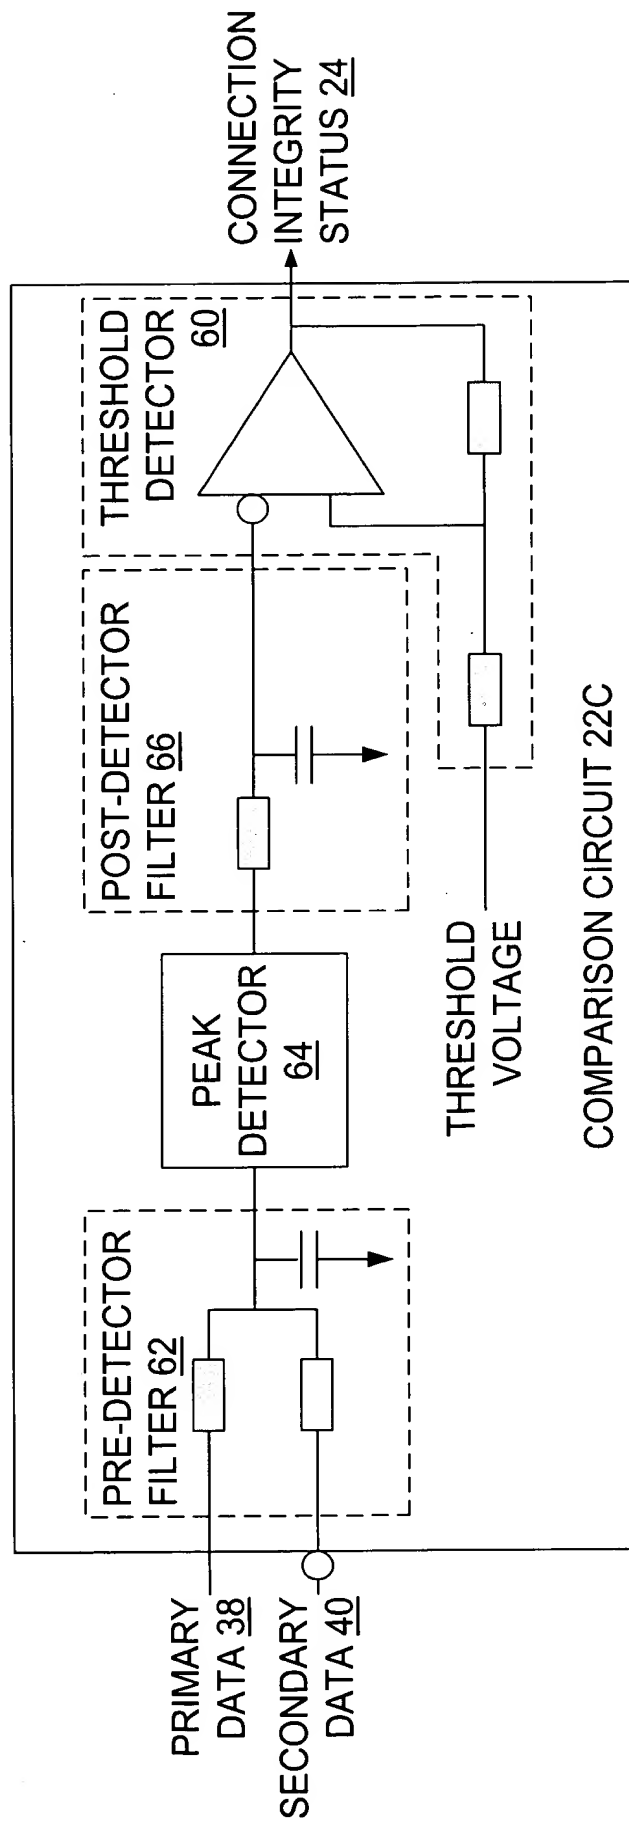 PRIMARY
DATA 38
SECONDARY
DATA 40
PRE-DETECTOR
FILTER 62
PEAK
DETECTOR
64
POST-DETECTOR
FILTER 66
THRESHOLD
DETECTOR
60
THRESHOLD
VOLTAGE
CONNECTION
INTEGRITY
STATUS 24
COMPARISON CIRCUIT 22C